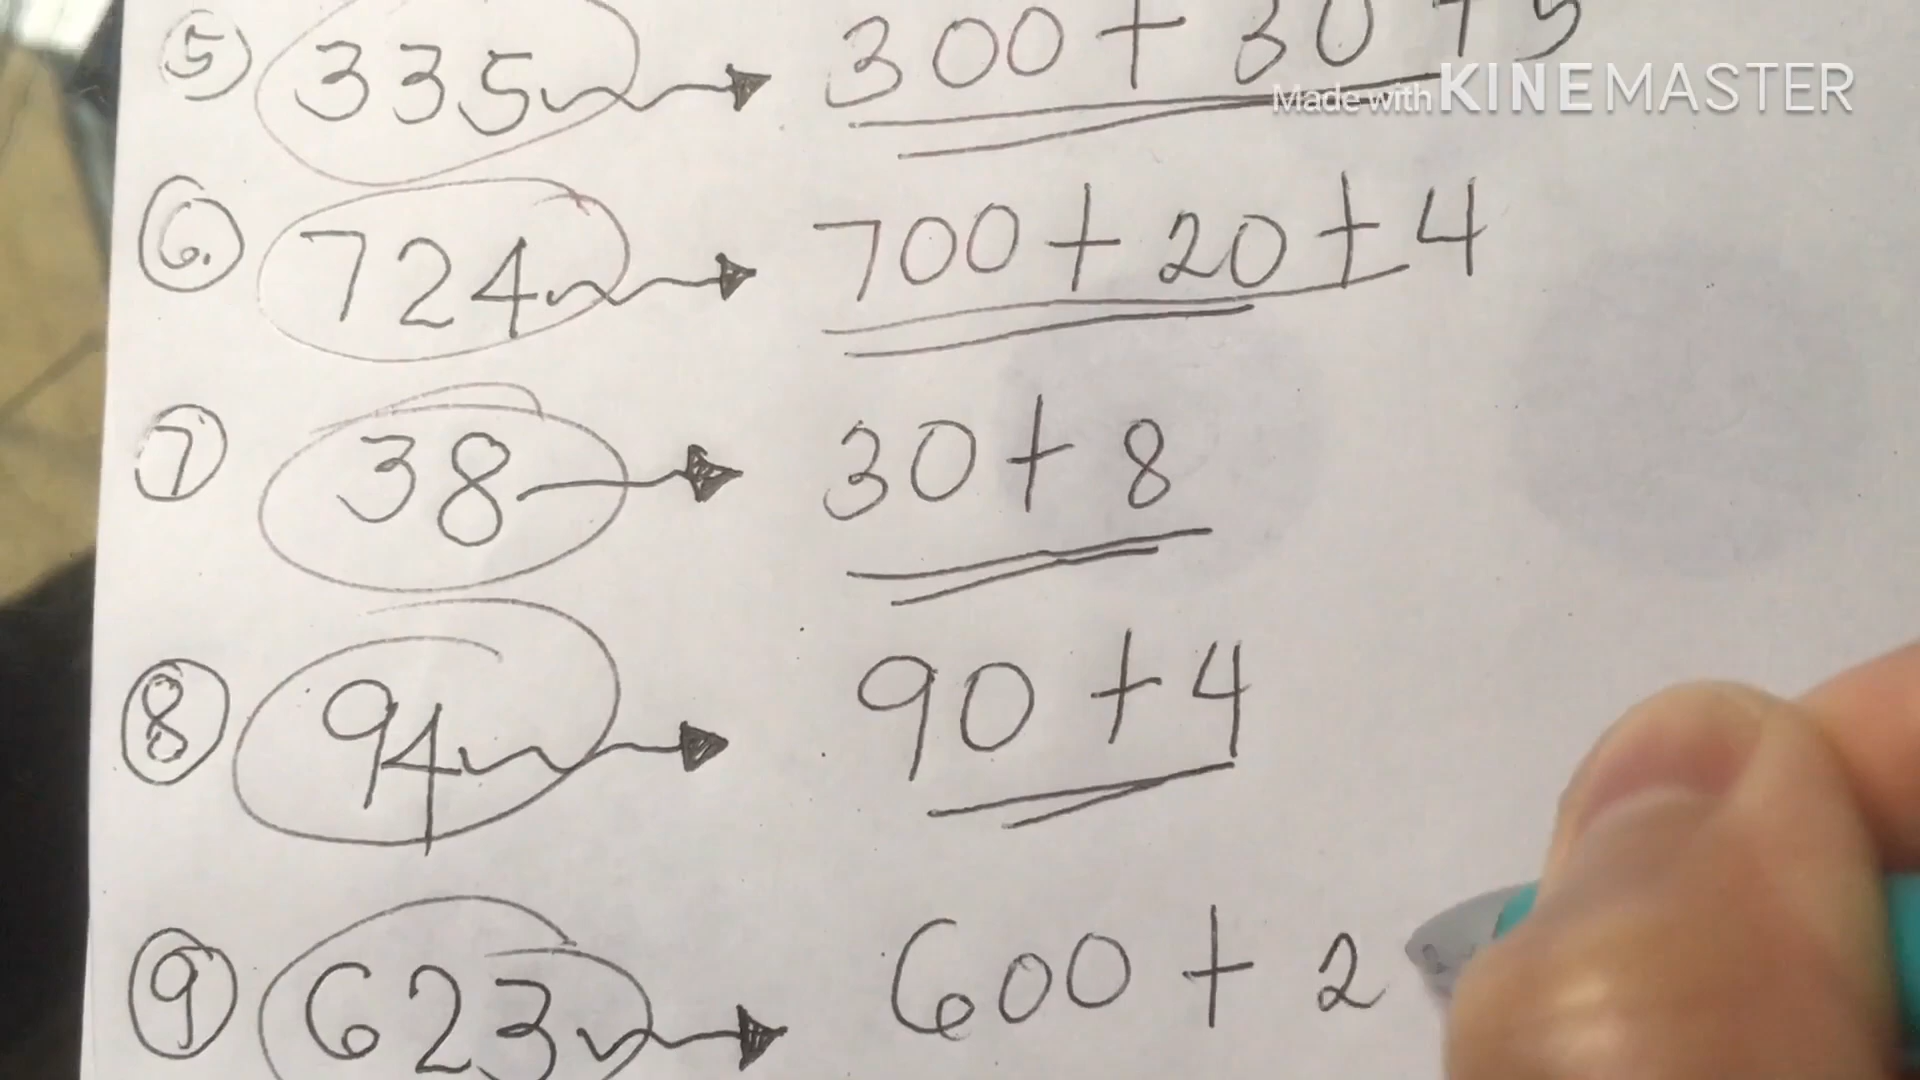 5 335 → 300 + 30 + 5
Made with KINEMASTER
6. 724 → 700 + 20 + 4
7 38 → 30 + 8
8 94 → 90 + 4
9 623 → 600 + 2